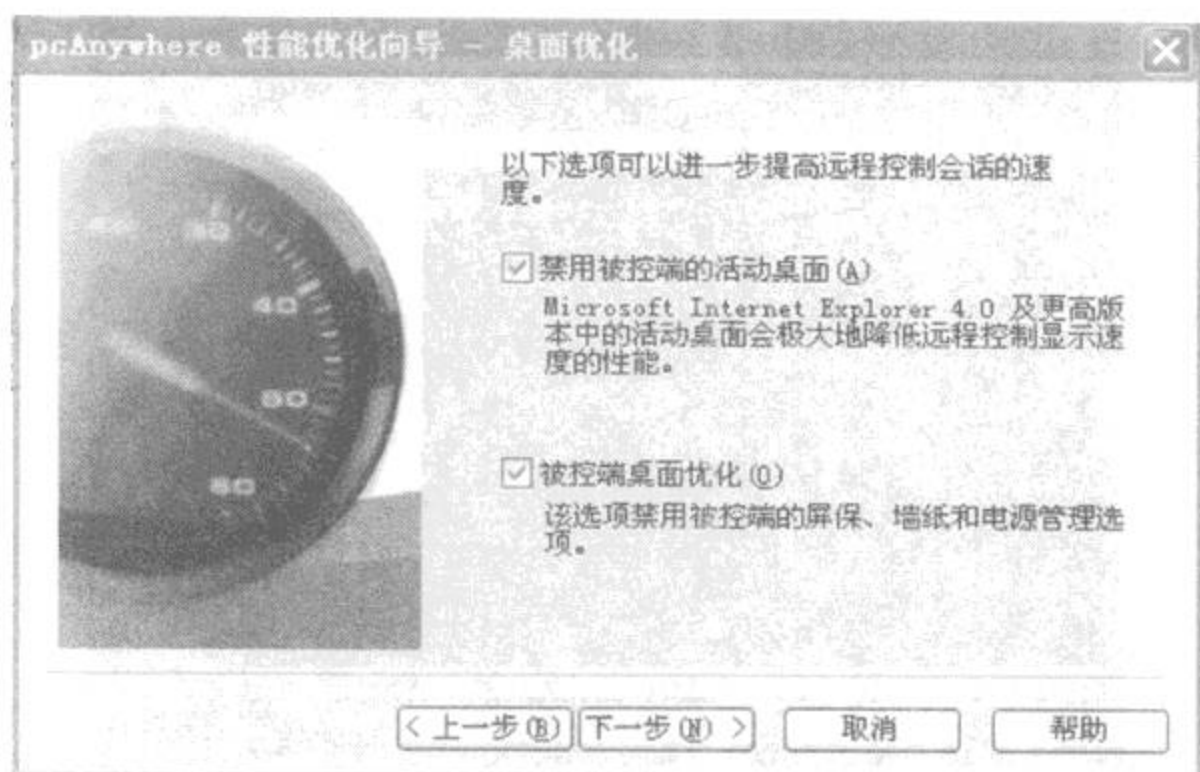 pcAnywhere 性能优化向导 - 桌面优化
以下选项可以进一步提高远程控制会话的速
度。
禁用被控端的活动桌面(A)
Microsoft Internet Explorer 4.0 及更高版
本中的活动桌面会极大地降低远程控制显示速
度的性能。
40
被控端桌面优化(O)
该选项禁用被控端的屏保、墙纸和电源管理选
项。
< 上一步(B)
下一步(N) >
取消
帮助